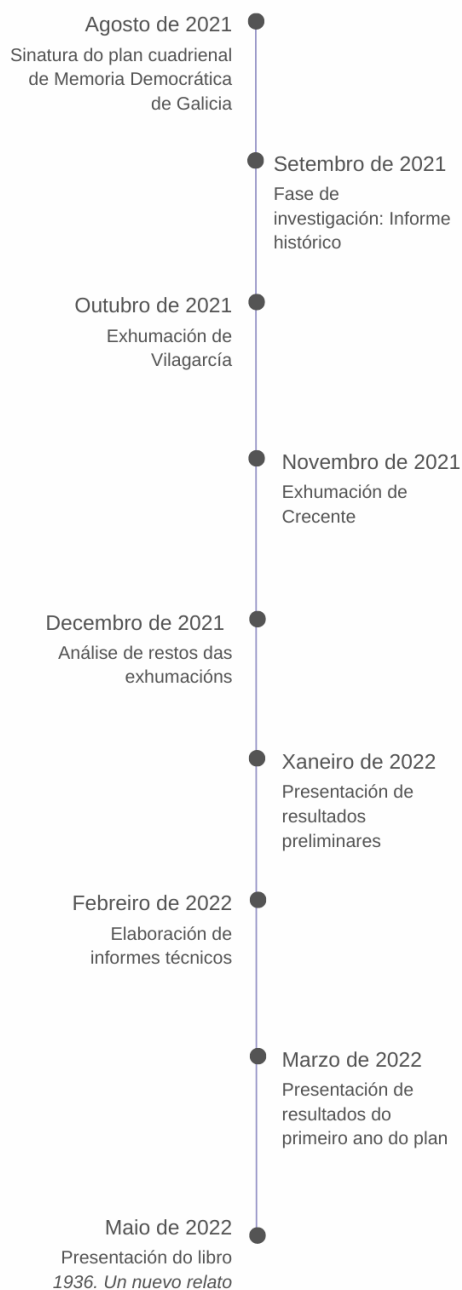 Agosto de 2021
Sinatura do plan cuadrienal
de Memoria Democrática
de Galicia
Setembro de 2021
Fase de
investigación: Informe
histórico
Outubro de 2021
Exhumación de
Vilagarcía
Novembro de 2021
Exhumación de
Crecente
Decembro de 2021
Análise de restos das
exhumacións
Xaneiro de 2022
Presentación de
resultados
preliminares
Febreiro de 2022
Elaboración de
informes técnicos
Marzo de 2022
Presentación de
resultados do
primeiro ano do plan
Maio de 2022
Presentación do libro
1936. Un nuevo relato